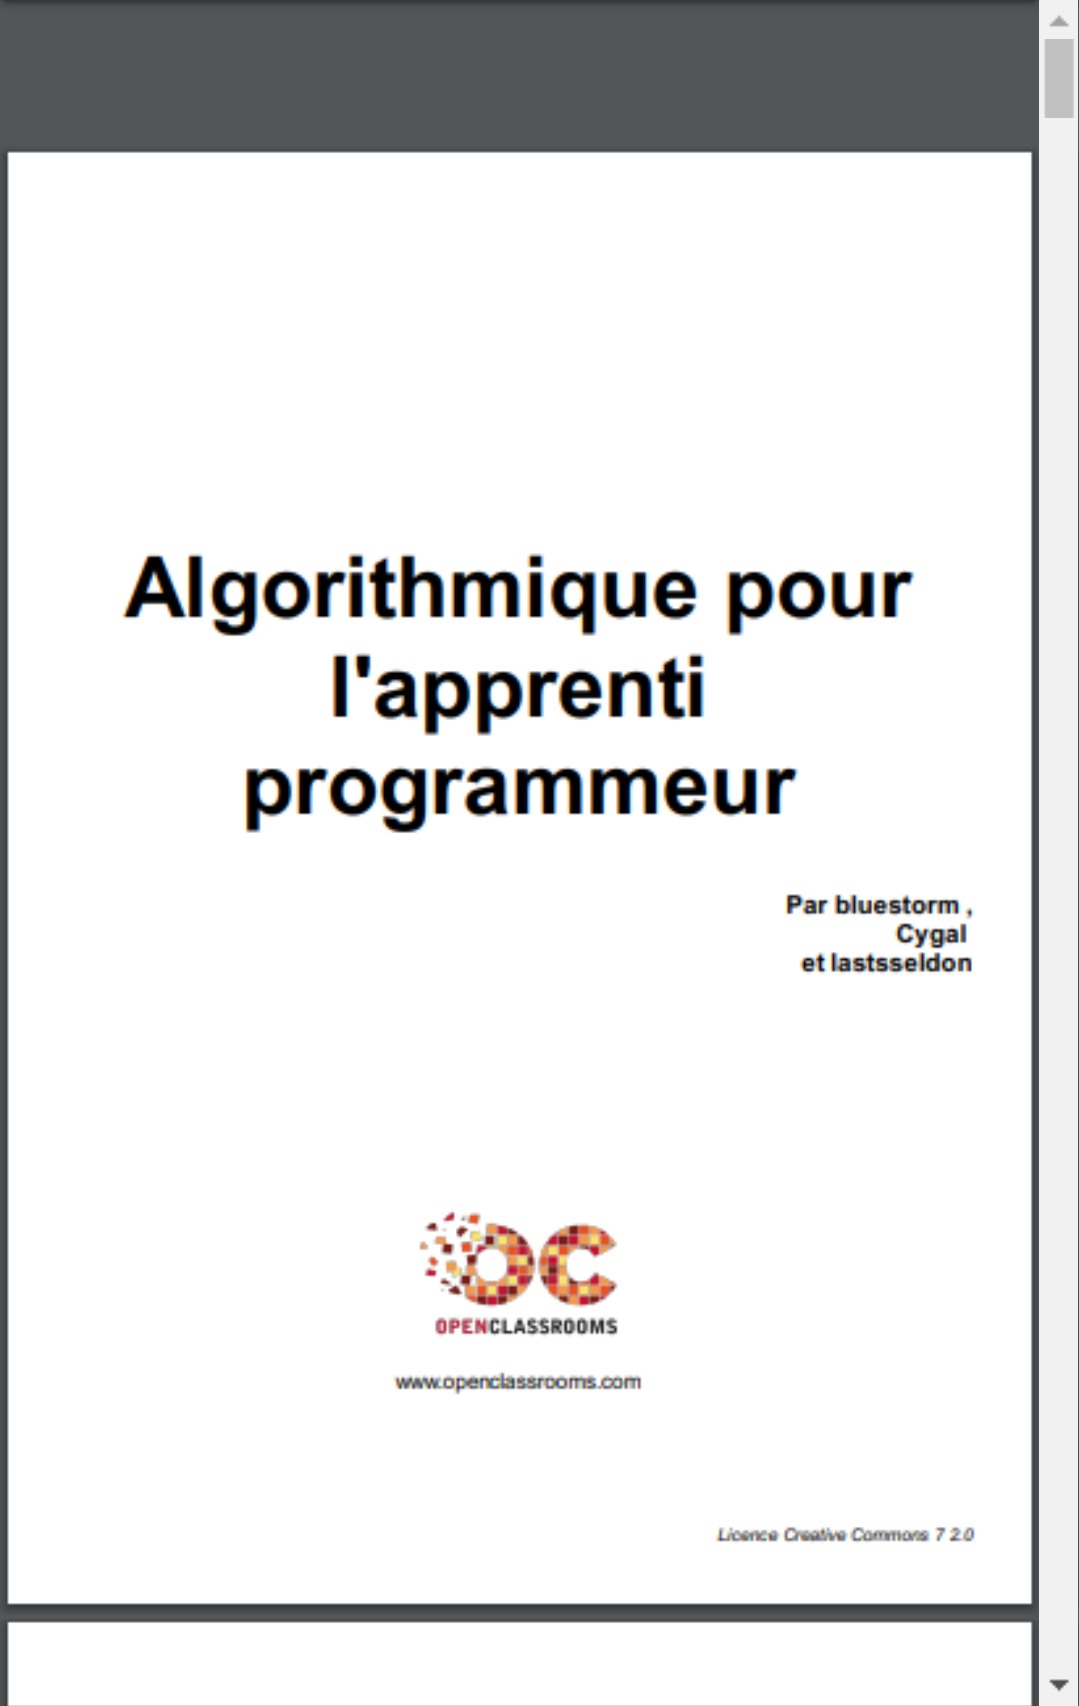 Algorithmique pour
l'apprenti
programmeur
Par bluestorm ,
Cygal
et lastsseldon
OC
OPENCLASSROOMS
www.openclassrooms.com
Licence Creative Commons 7 2.0